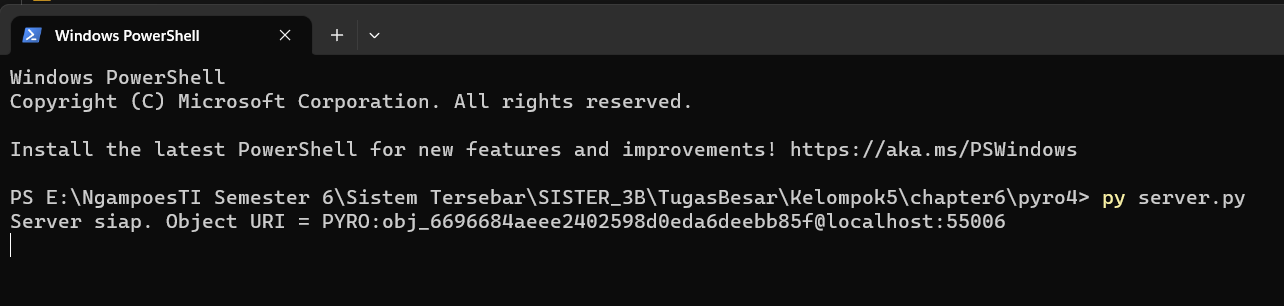 Windows PowerShell
Windows PowerShell
Copyright (C) Microsoft Corporation. All rights reserved.
Install the latest PowerShell for new features and improvements! https://aka.ms/PSWindows
PS E:\NgampoesTI Semester 6\Sistem Tersebar\SISTER_3B\TugasBesar\Kelompok5\chapter6\pyro4> py server.py
Server siap. Object URI = PYRO:obj_6696684aeee2402598d0eda6deebb85f@localhost:55006